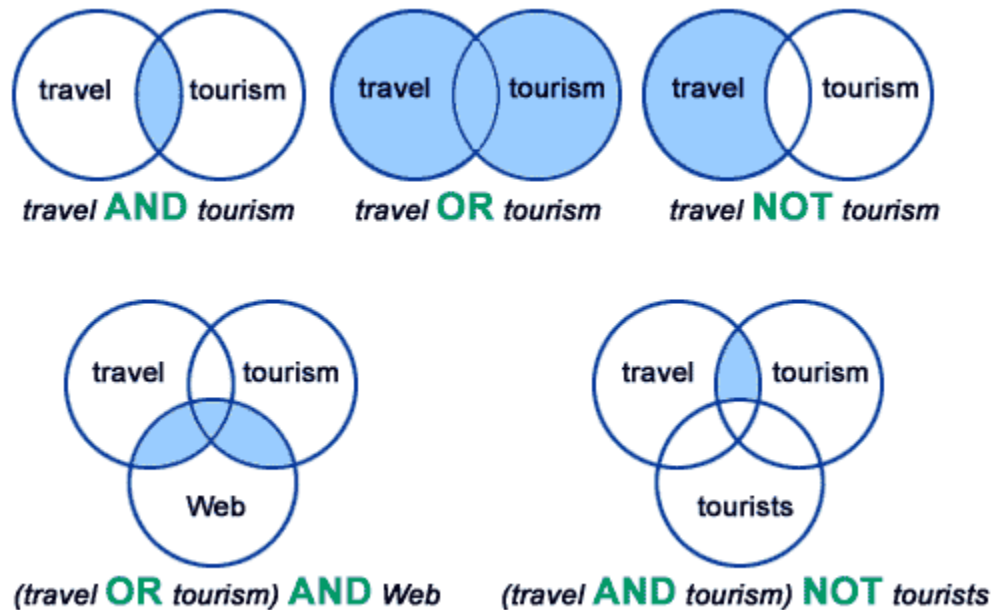 travel tourism travel tourism travel tourism
travel AND tourism travel OR tourism travel NOT tourism
travel tourism travel tourism
Web tourists
(travel OR tourism) AND Web (travel AND tourism) NOT tourists